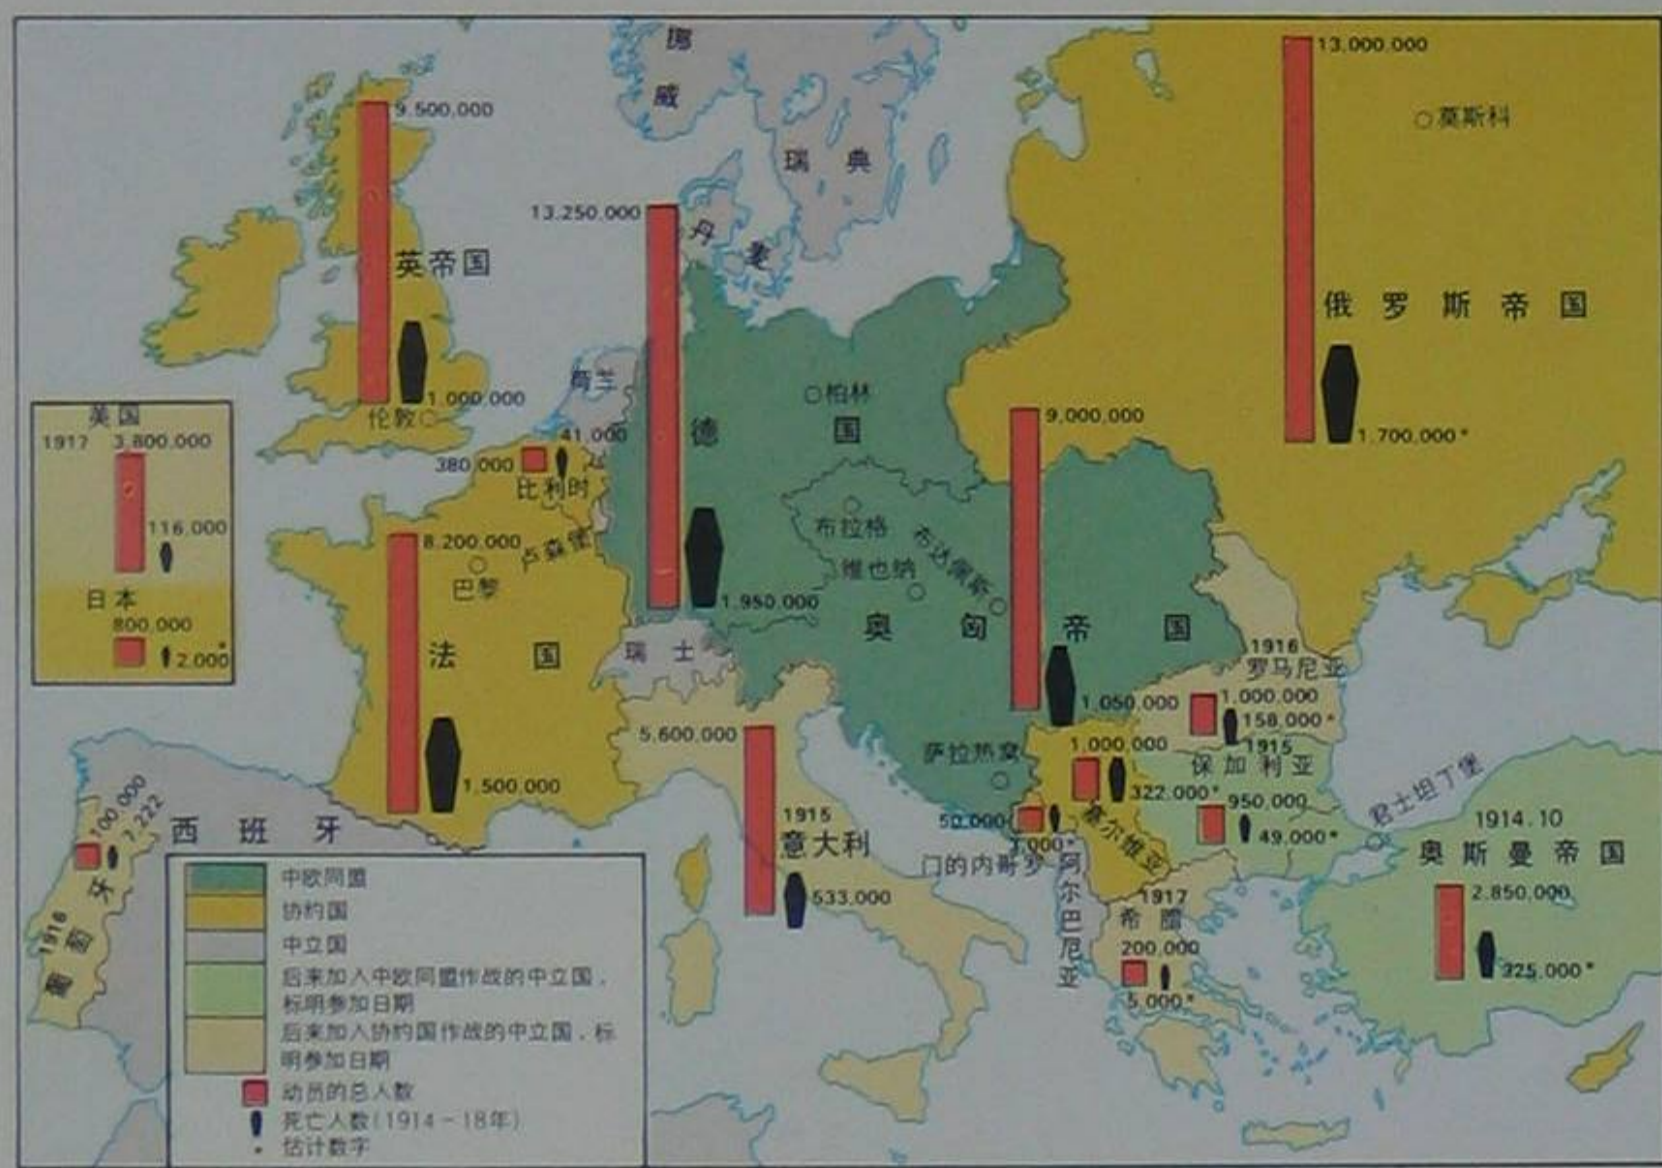 挪
威
瑞 典
丹 麦
13,000,000
莫斯科
俄 罗 斯 帝 国
1,700,000*
9,500,000
英帝国
1,000,000
伦敦
13,250,000
荷兰
柏林
德 国
1,950,000
41,000
380,000
比利时
卢森堡
美国
1917 3,800,000
116,000
日本
800,000
2,000*
8,200,000
巴黎
法 国
1,500,000
瑞 士
布拉格
维也纳
布达佩斯
9,000,000
奥 匈 帝 国
1,050,000
萨拉热窝
1916
罗马尼亚
1,000,000
158,000*
1915
保加利亚
950,000
49,000*
1,000,000
322,000*
塞尔维亚
50,000
3,000*
门的内哥罗
阿尔巴尼亚
5,600,000
1915
意大利
533,000
1917
希腊
200,000
5,000*
君士坦丁堡
1914.10
奥斯曼帝国
2,850,000
325,000*
西 班 牙
100,000
7,222
1916
葡 萄 牙
中欧同盟
协约国
中立国
后来加入中欧同盟作战的中立国，
标明参加日期
后来加入协约国作战的中立国，标
明参加日期
动员的总人数
死亡人数(1914－18年)
* 估计数字